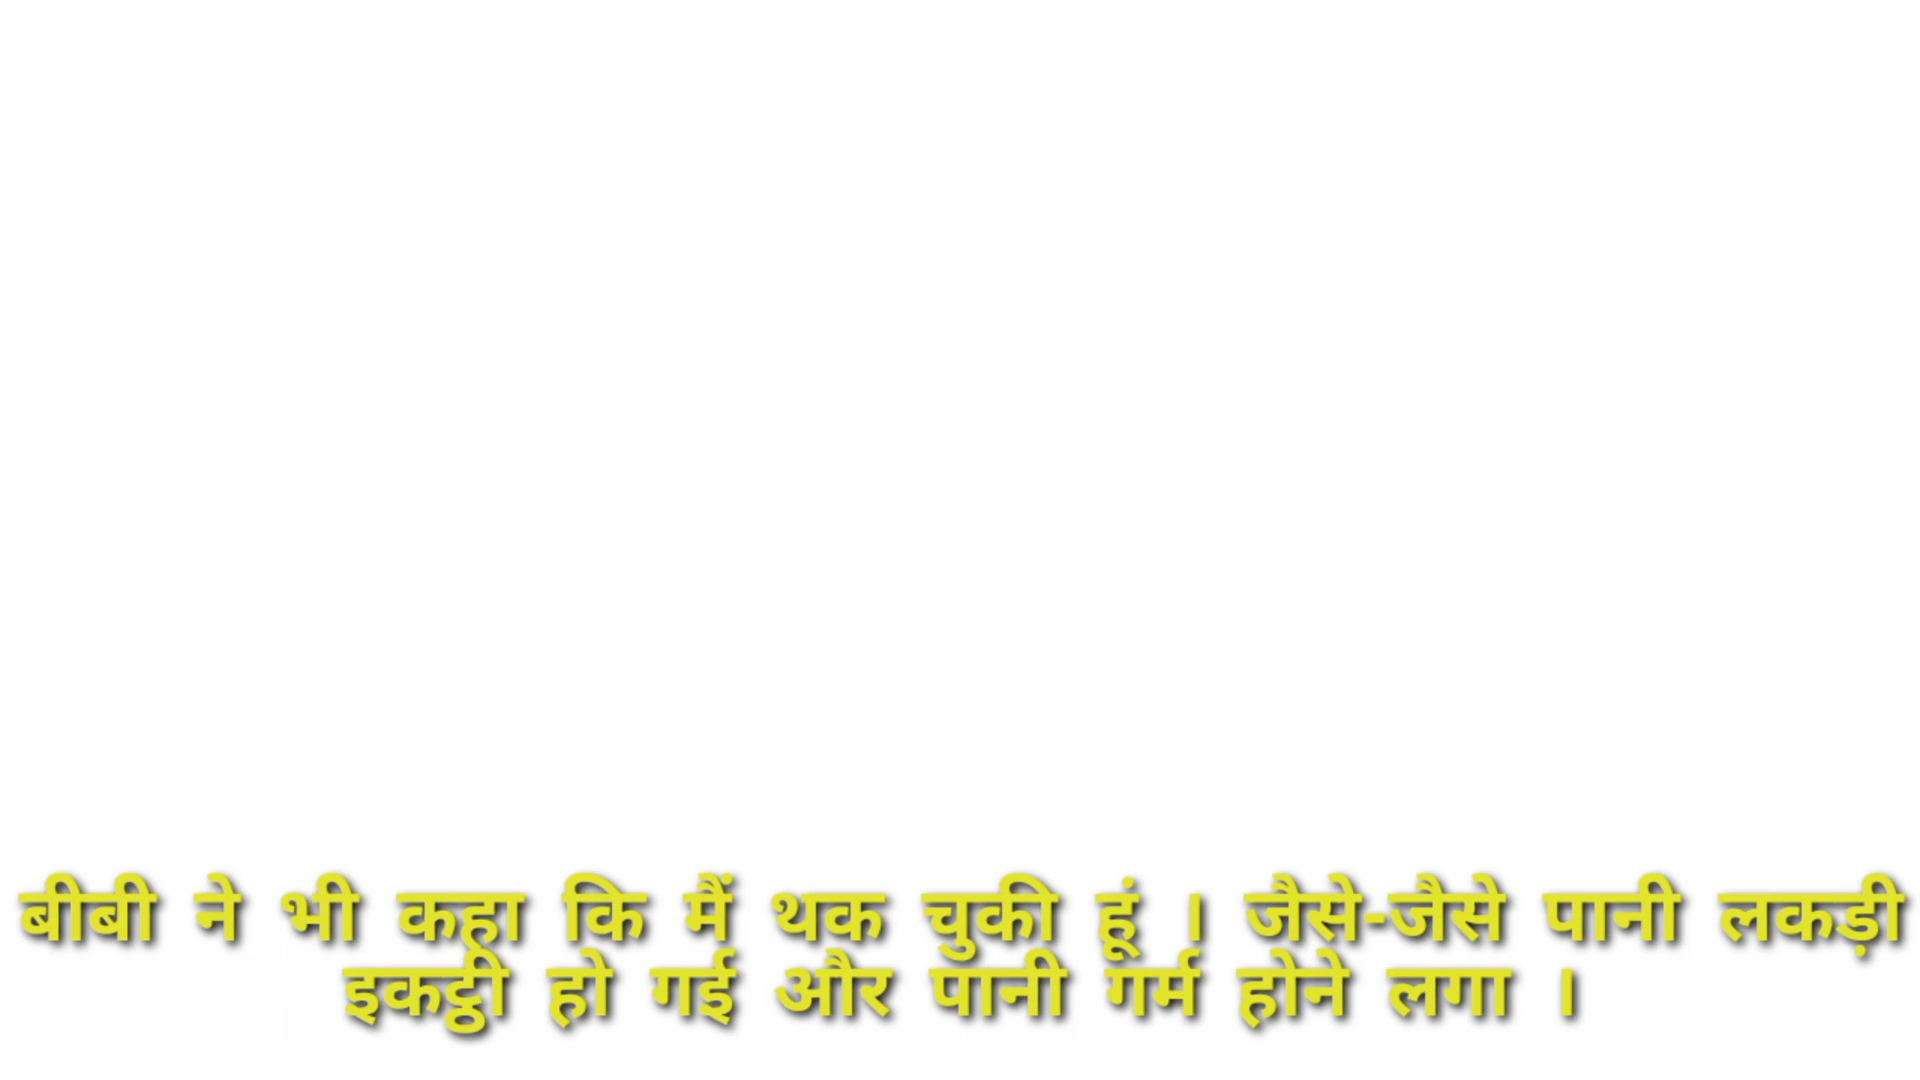 बीबी ने भी कहा कि मैं थक चुकी हूं । जैसे-जैसे पानी लकड़ी
इकट्ठी हो गई और पानी गर्म होने लगा ।